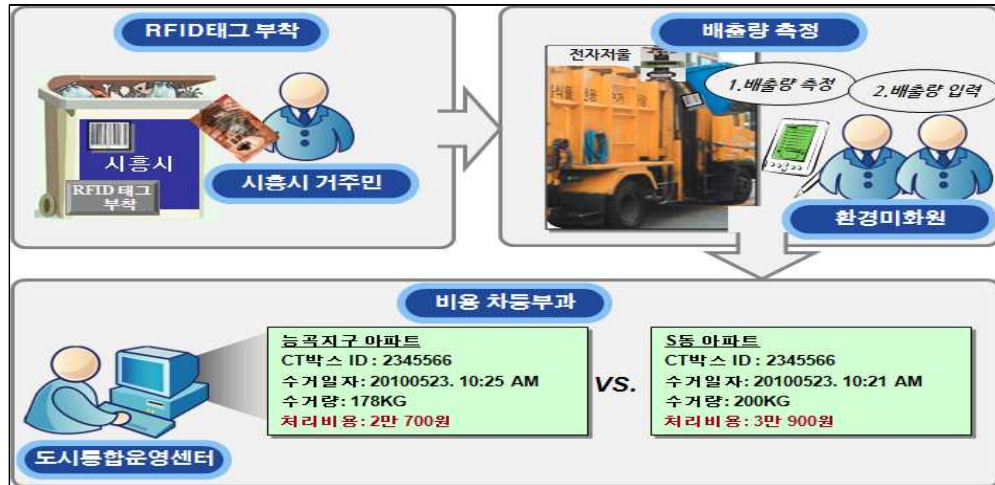 RFID태그 부착
시흥시
RFID 태그
부착
시흥시 거주민
배출량 측정
전자저울
1.배출량 측정
2.배출량 입력
환경미화원
비용 차등부과
능곡지구 아파트
CT박스 ID : 2345566
수거일자: 20100523. 10:25 AM
수거량: 178KG
처리비용: 2만 700원
VS.
S동 아파트
CT박스 ID : 2345566
수거일자: 20100523. 10:21 AM
수거량: 200KG
처리비용: 3만 900원
도시통합운영센터